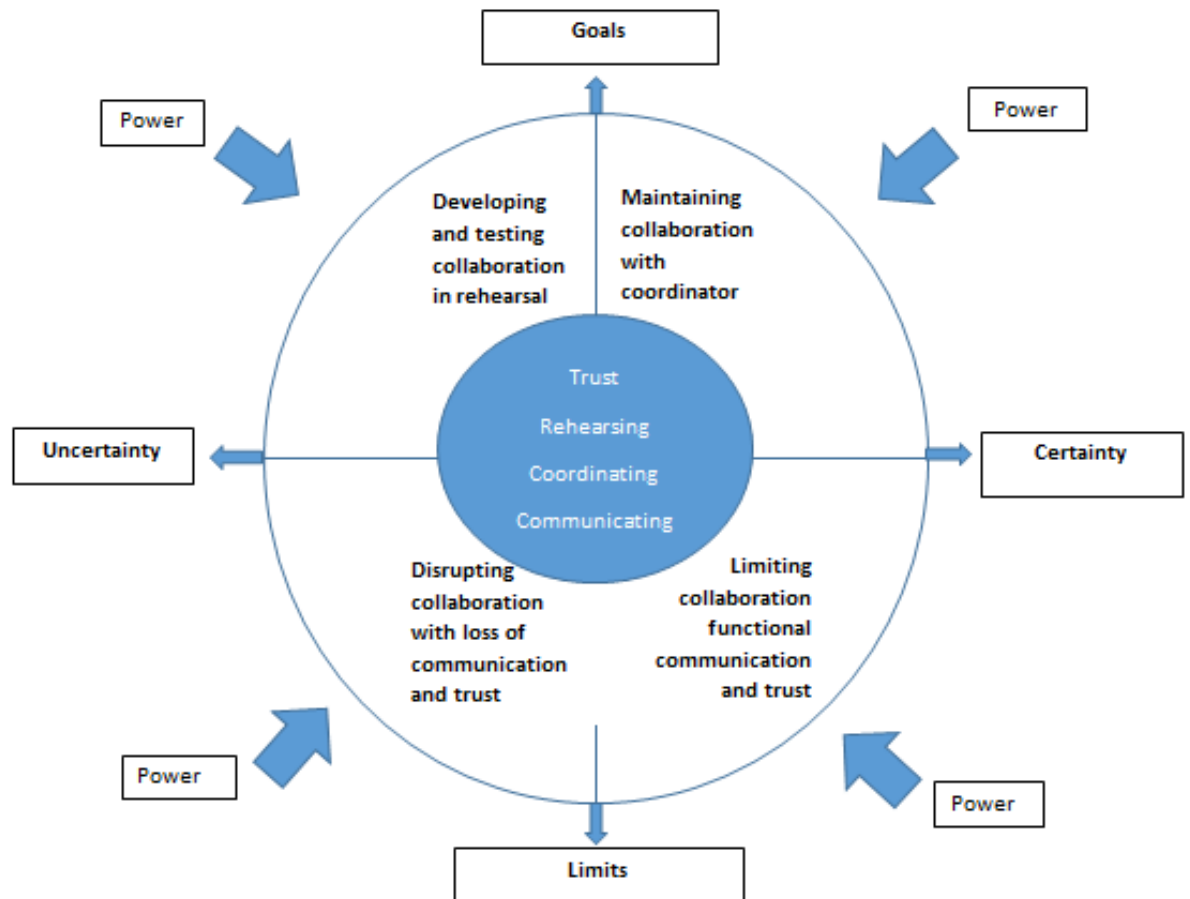 Goals
Power
Power
Developing
and testing
collaboration
in rehearsal
Maintaining
collaboration
with
coordinator
Trust
Rehearsing
Coordinating
Communicating
Uncertainty
Certainty
Disrupting
collaboration
with loss of
communication
and trust
Limiting
collaboration
functional
communication
and trust
Power
Power
Limits